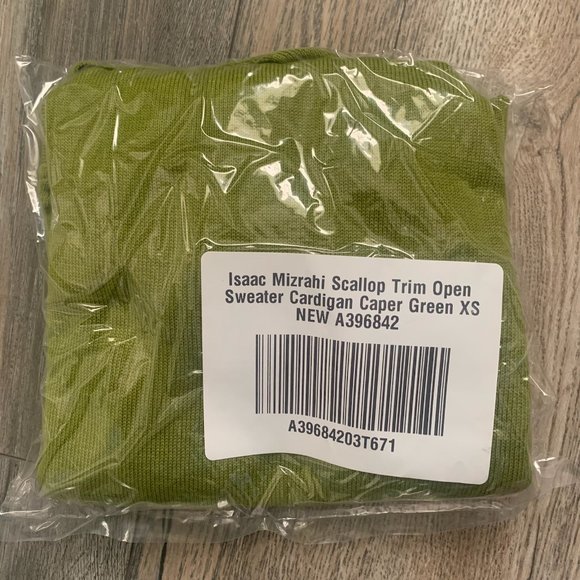 Isaac Mizrahi Scallop Trim Open
Sweater Cardigan Caper Green XS
NEW A396842
A39684203T671